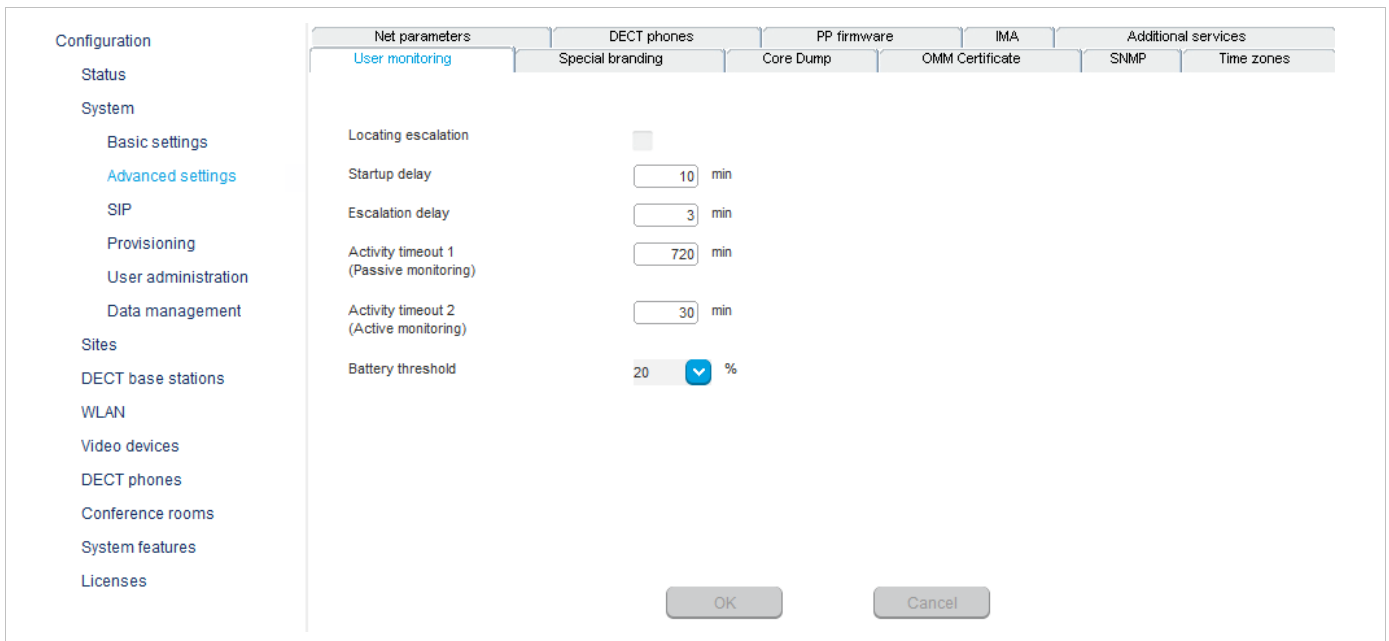 Configuration
Status
System
Basic settings
Advanced settings
SIP
Provisioning
User administration
Data management
Sites
DECT base stations
WLAN
Video devices
DECT phones
Conference rooms
System features
Licenses
Net parameters DECT phones PP firmware IMA Additional services
User monitoring Special branding Core Dump OMM Certificate SNMP Time zones
Locating escalation
Startup delay 10 min
Escalation delay 3 min
Activity timeout 1 720 min
(Passive monitoring)
Activity timeout 2 30 min
(Active monitoring)
Battery threshold 20 %
OK Cancel